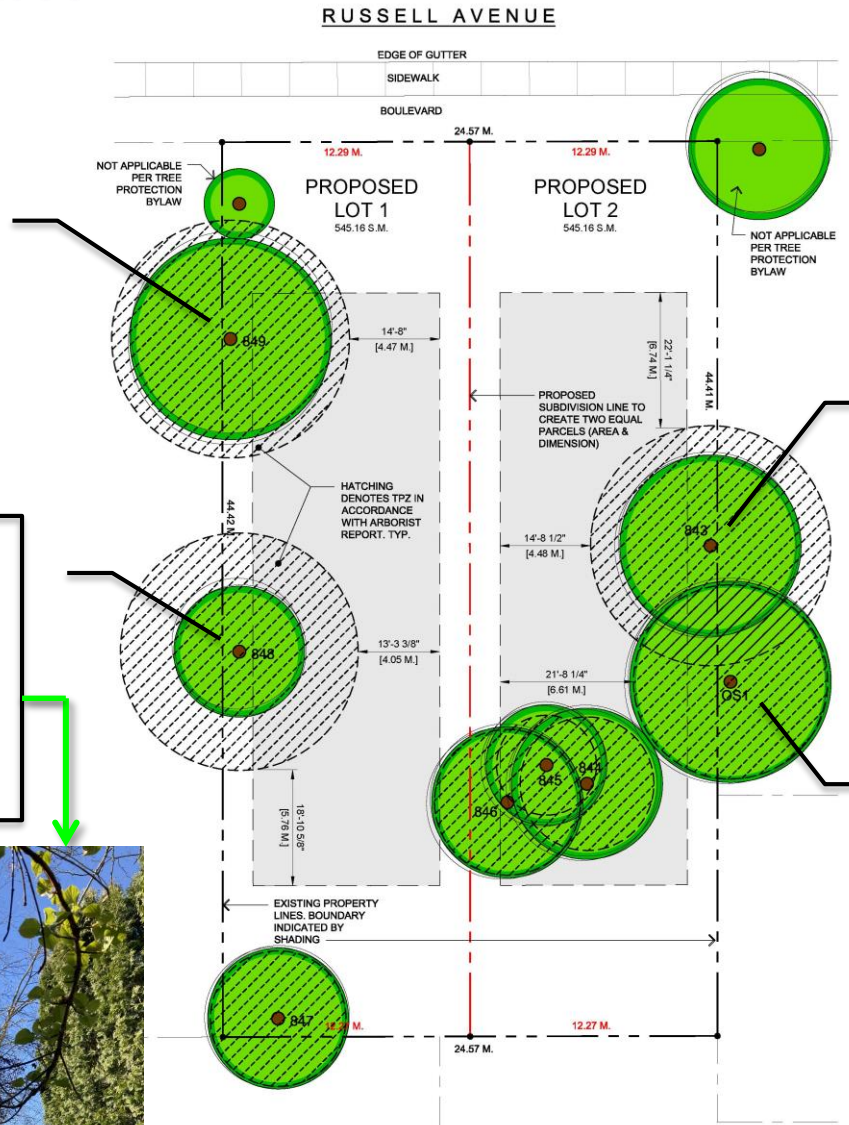 RUSSELL AVENUE
EDGE OF GUTTER
SIDEWALK
BOULEVARD
24.57 M.
12.29 M.
12.29 M.
NOT APPLICABLE
PER TREE
PROTECTION
BYLAW
PROPOSED
LOT 1
545.16 S.M.
PROPOSED
LOT 2
545.16 S.M.
NOT APPLICABLE
PER TREE
PROTECTION
BYLAW
849
14'-8"
[4.47 M.]
22'-1 1/4"
[6.74 M.]
44.41 M.
PROPOSED
SUBDIVISION LINE TO
CREATE TWO EQUAL
PARCELS (AREA &
DIMENSION)
HATCHING
DENOTES TPZ IN
ACCORDANCE
WITH ARBORIST
REPORT. TYP.
44.42 M.
843
14'-8 1/2"
[4.48 M.]
848
13'-3 3/8"
[4.05 M.]
21'-8 1/4"
[6.61 M.]
OS1
845
844
846
18'-10 5/8"
[5.76 M.]
EXISTING PROPERTY
LINES. BOUNDARY
INDICATED BY
SHADING
847
12.27 M.
12.27 M.
24.57 M.